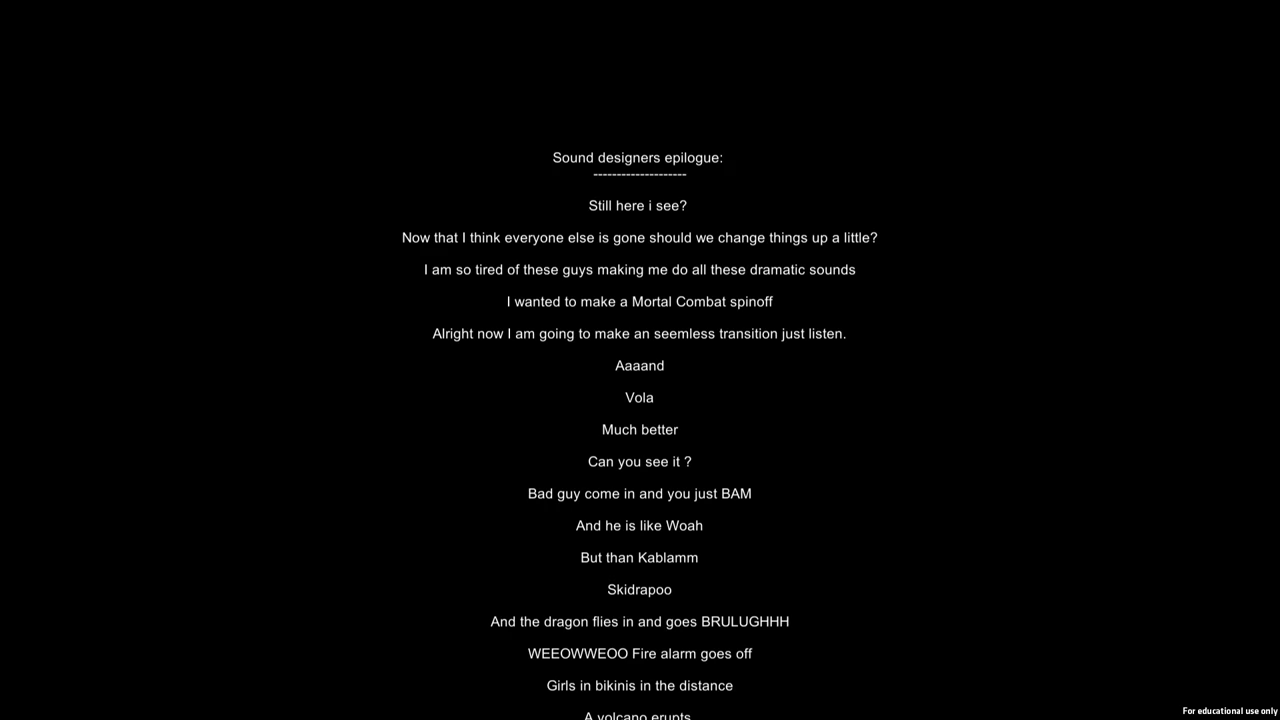 Sound designers epilogue:
--------------------
Still here i see?
Now that I think everyone else is gone should we change things up a little?
I am so tired of these guys making me do all these dramatic sounds
I wanted to make a Mortal Combat spinoff
Alright now I am going to make an seemless transition just listen.
Aaaand
Vola
Much better
Can you see it ?
Bad guy come in and you just BAM
And he is like Woah
But than Kablamm
Skidrapoo
And the dragon flies in and goes BRULUGHHH
WEEOWWEOO Fire alarm goes off
Girls in bikinis in the distance
A volcano erupts
For educational use only